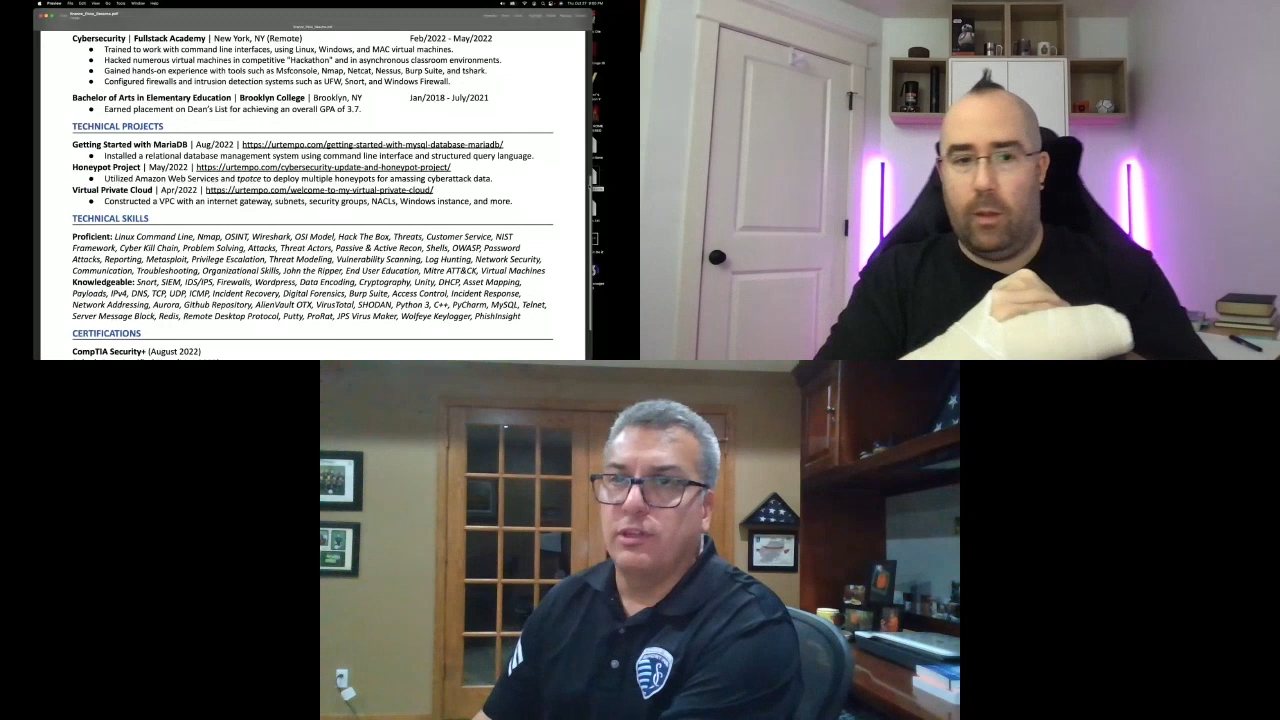 Preview File Edit View Go Tools Window Help
Thu Oct 27 8:00 PM
Cybersecurity | Fullstack Academy | New York, NY (Remote) Feb/2022 - May/2022
● Trained to work with command line interfaces, using Linux, Windows, and MAC virtual machines.
● Hacked numerous virtual machines in competitive "Hackathon" and in asynchronous classroom environments.
● Gained hands-on experience with tools such as Msfconsole, Nmap, Netcat, Nessus, Burp Suite, and tshark.
● Configured firewalls and intrusion detection systems such as UFW, Snort, and Windows Firewall.
Bachelor of Arts in Elementary Education | Brooklyn College | Brooklyn, NY Jan/2018 - July/2021
● Earned placement on Dean's List for achieving an overall GPA of 3.7.
TECHNICAL PROJECTS
Getting Started with MariaDB | Aug/2022 | https://urtempo.com/getting-started-with-mysql-database-mariadb/
● Installed a relational database management system using command line interface and structured query language.
Honeypot Project | May/2022 | https://urtempo.com/cybersecurity-update-and-honeypot-project/
● Utilized Amazon Web Services and tpotce to deploy multiple honeypots for amassing cyberattack data.
Virtual Private Cloud | Apr/2022 | https://urtempo.com/welcome-to-my-virtual-private-cloud/
● Constructed a VPC with an internet gateway, subnets, security groups, NACLs, Windows instance, and more.
TECHNICAL SKILLS
Proficient: Linux Command Line, Nmap, OSINT, Wireshark, OSI Model, Hack The Box, Threats, Customer Service, NIST
Framework, Cyber Kill Chain, Problem Solving, Attacks, Threat Actors, Passive & Active Recon, Shells, OWASP, Password
Attacks, Reporting, Metasploit, Privilege Escalation, Threat Modeling, Vulnerability Scanning, Log Hunting, Network Security,
Communication, Troubleshooting, Organizational Skills, John the Ripper, End User Education, Mitre ATT&CK, Virtual Machines
Knowledgeable: Snort, SIEM, IDS/IPS, Firewalls, Wordpress, Data Encoding, Cryptography, Unity, DHCP, Asset Mapping,
Payloads, IPv4, DNS, TCP, UDP, ICMP, Incident Recovery, Digital Forensics, Burp Suite, Access Control, Incident Response,
Network Addressing, Aurora, Github Repository, AlienVault OTX, VirusTotal, SHODAN, Python 3, C++, PyCharm, MySQL, Telnet,
Server Message Block, Redis, Remote Desktop Protocol, Putty, ProRat, JPS Virus Maker, Wolfeye Keylogger, PhishInsight
CERTIFICATIONS
CompTIA Security+ (August 2022)